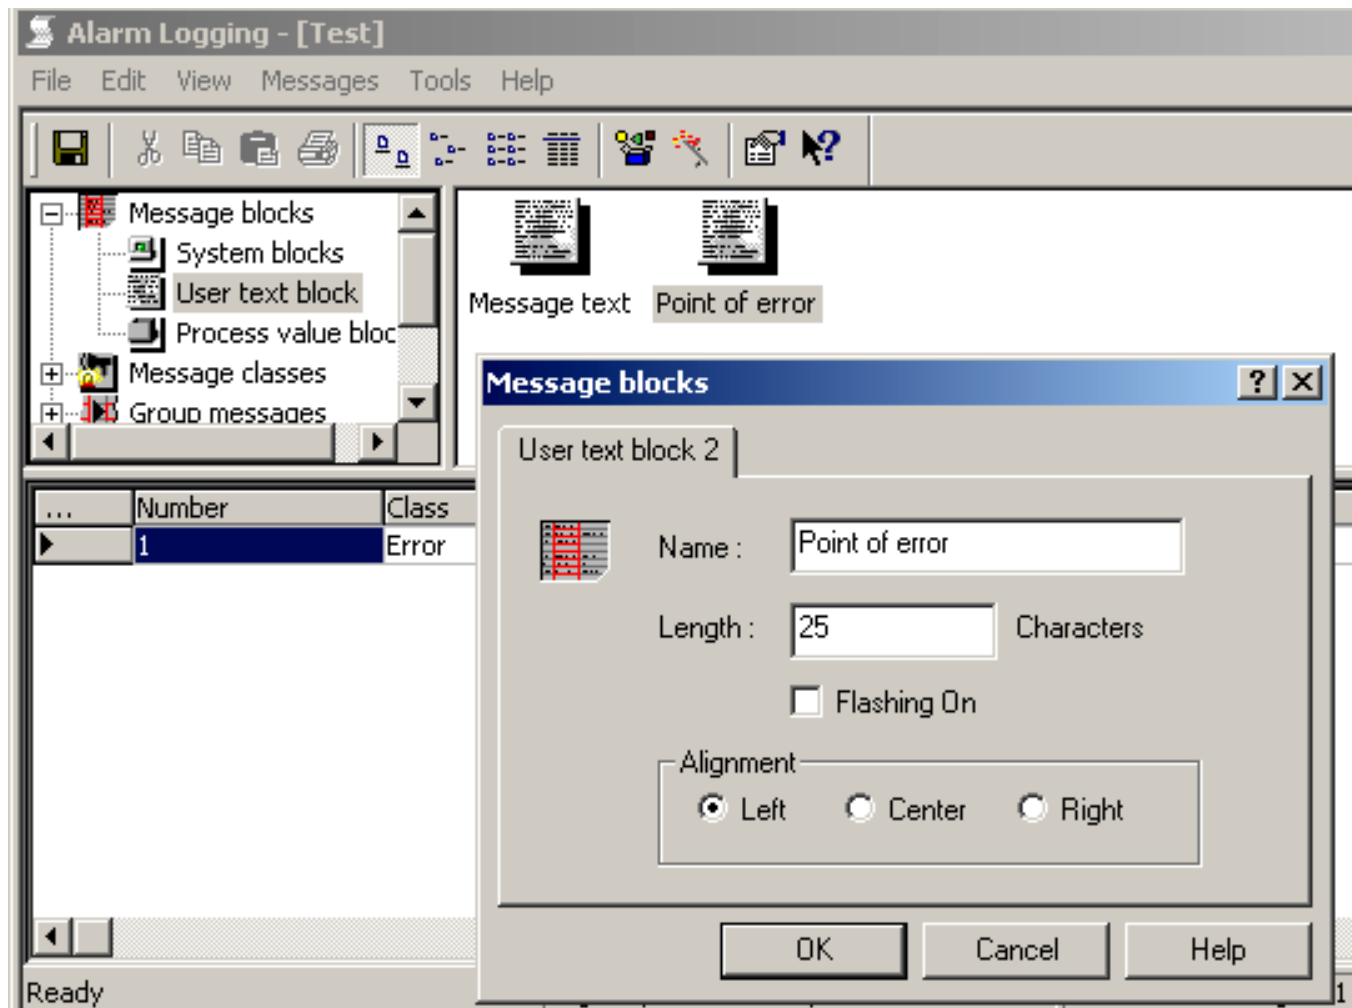 Alarm Logging - [Test]
File Edit View Messages Tools Help
Message blocks
System blocks
User text block
Process value bloc
Message classes
Group messages
Message text Point of error
... Number Class
1 Error
Message blocks
User text block 2
Name : Point of error
Length : 25 Characters
Flashing On
Alignment
Left Center Right
OK Cancel Help
Ready
1